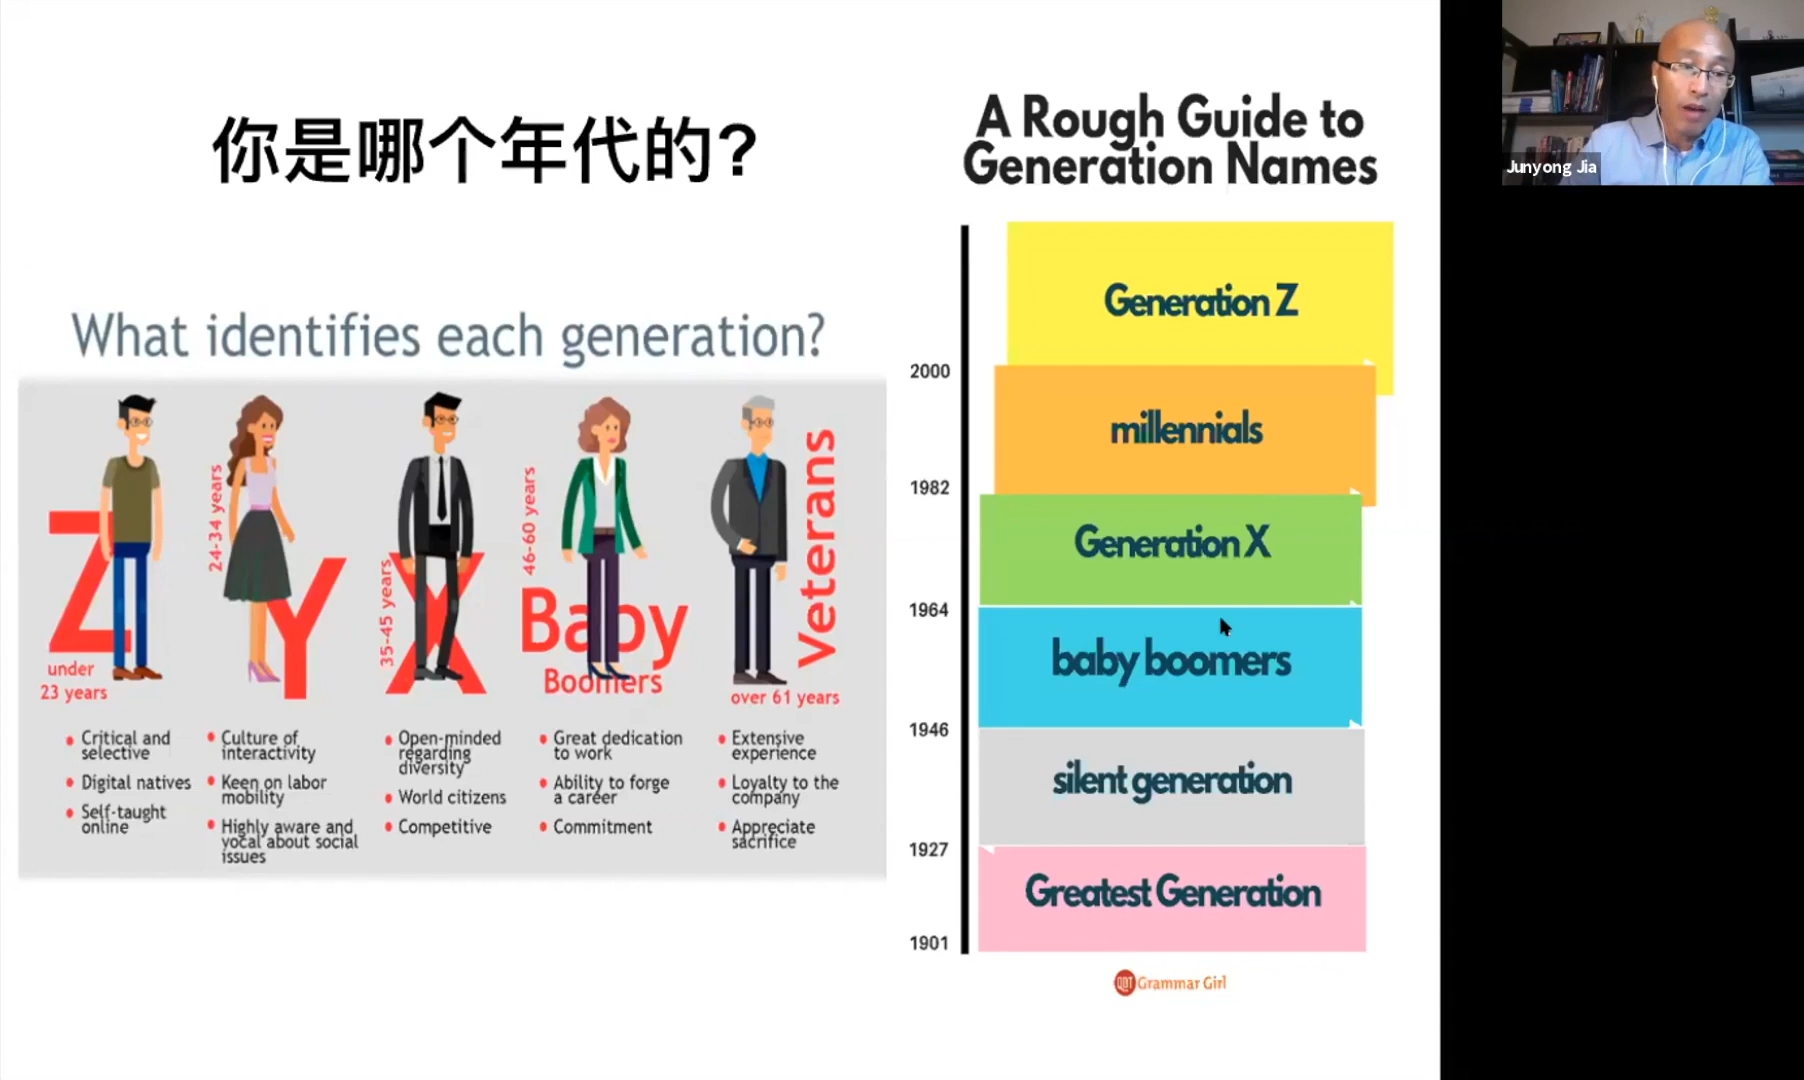 你是哪个年代的?
What identifies each generation?
Z
under
23 years
Critical and
selective
Digital natives
Self-taught
online
24-34 years
Y
Culture of
interactivity
Keen on labor
mobility
Highly aware and
vocal about social
issues
35-45 years
X
Open-minded
regarding
diversity
World citizens
Competitive
46-60 years
Baby
Boomers
Great dedication
to work
Ability to forge
a career
Commitment
Veterans
over 61 years
Extensive
experience
Loyalty to the
company
Appreciate
sacrifice
A Rough Guide to
Generation Names
Generation Z
2000
millennials
1982
Generation X
1964
baby boomers
1946
silent generation
1927
Greatest Generation
1901
QDT Grammar Girl
Junyong Jia